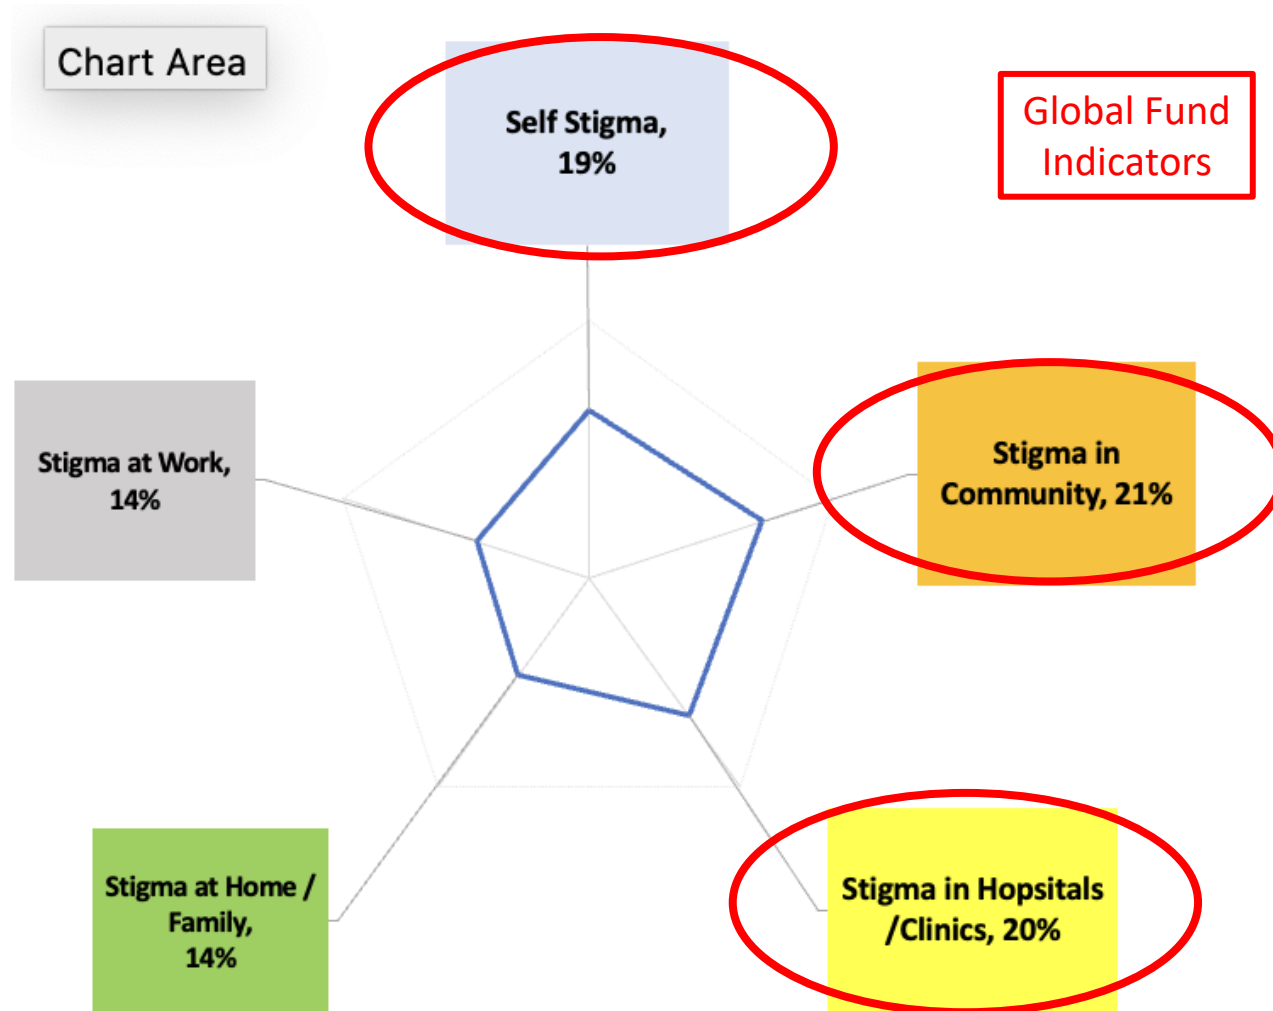 Chart Area
Self Stigma,
19%
Global Fund
Indicators
Stigma at Work,
14%
Stigma in
Community, 21%
Stigma at Home /
Family,
14%
Stigma in Hopsitals
/Clinics, 20%